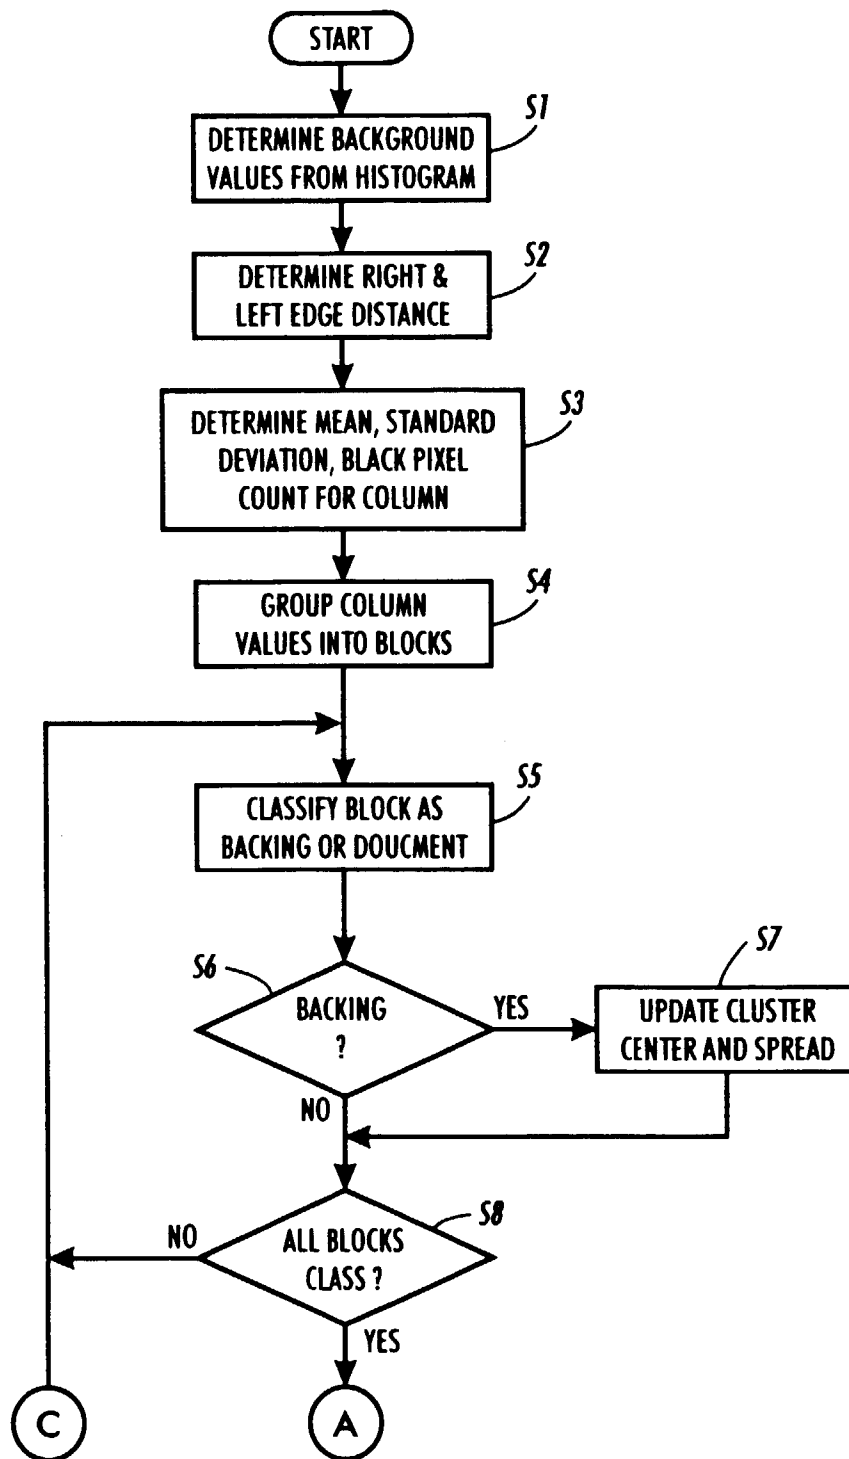 START
S1
DETERMINE BACKGROUND
VALUES FROM HISTOGRAM
S2
DETERMINE RIGHT &
LEFT EDGE DISTANCE
S3
DETERMINE MEAN, STANDARD
DEVIATION, BLACK PIXEL
COUNT FOR COLUMN
S4
GROUP COLUMN
VALUES INTO BLOCKS
S5
CLASSIFY BLOCK AS
BACKING OR DOUCMENT
S6
BACKING
?
YES
S7
UPDATE CLUSTER
CENTER AND SPREAD
NO
S8
ALL BLOCKS
CLASS ?
NO
YES
C
A